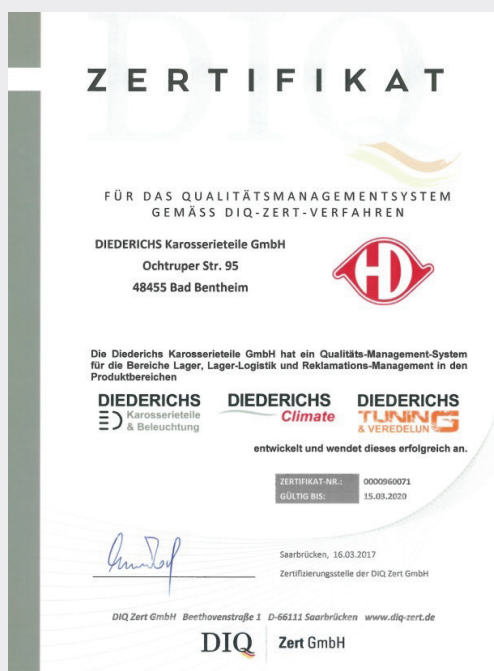 ZERTIFIKAT
FÜR DAS QUALITÄTSMANAGEMENTSYSTEM
GEMÄSS DIQ-ZERT-VERFAHREN
DIEDERICHS Karosserieteile GmbH
Ochtruper Str. 95
48455 Bad Bentheim
HD
Die Diederichs Karosserieteile GmbH hat ein Qualitäts-Management-System
für die Bereiche Lager, Lager-Logistik und Reklamations-Management in den
Produktbereichen
DIEDERICHS
Karosserieteile
& Beleuchtung
DIEDERICHS
Climate
DIEDERICHS
TUNING
& VEREDELUNG
entwickelt und wendet dieses erfolgreich an.
ZERTIFIKAT-NR.: 0000960071
GÜLTIG BIS: 15.03.2020
Saarbrücken, 16.03.2017
Zertifizierungsstelle der DIQ Zert GmbH
DIQ Zert GmbH Beethovenstraße 1 D-66111 Saarbrücken www.diq-zert.de
DIQ Zert GmbH